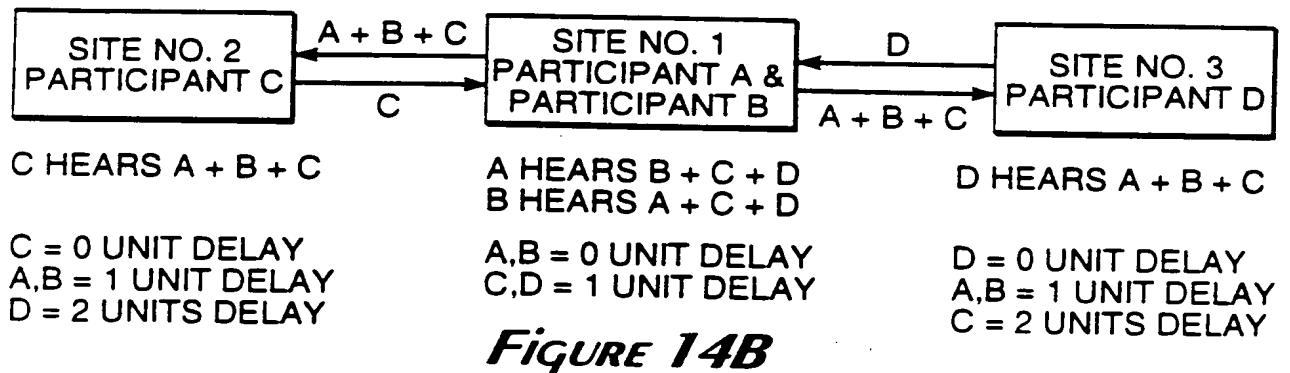 SITE NO. 2
PARTICIPANT C
A + B + C
C
SITE NO. 1
PARTICIPANT A &
PARTICIPANT B
D
A + B + C
SITE NO. 3
PARTICIPANT D
C HEARS A + B + C
A HEARS B + C + D
B HEARS A + C + D
D HEARS A + B + C
C = 0 UNIT DELAY
A,B = 1 UNIT DELAY
D = 2 UNITS DELAY
A,B = 0 UNIT DELAY
C,D = 1 UNIT DELAY
D = 0 UNIT DELAY
A,B = 1 UNIT DELAY
C = 2 UNITS DELAY
FIGURE 14B